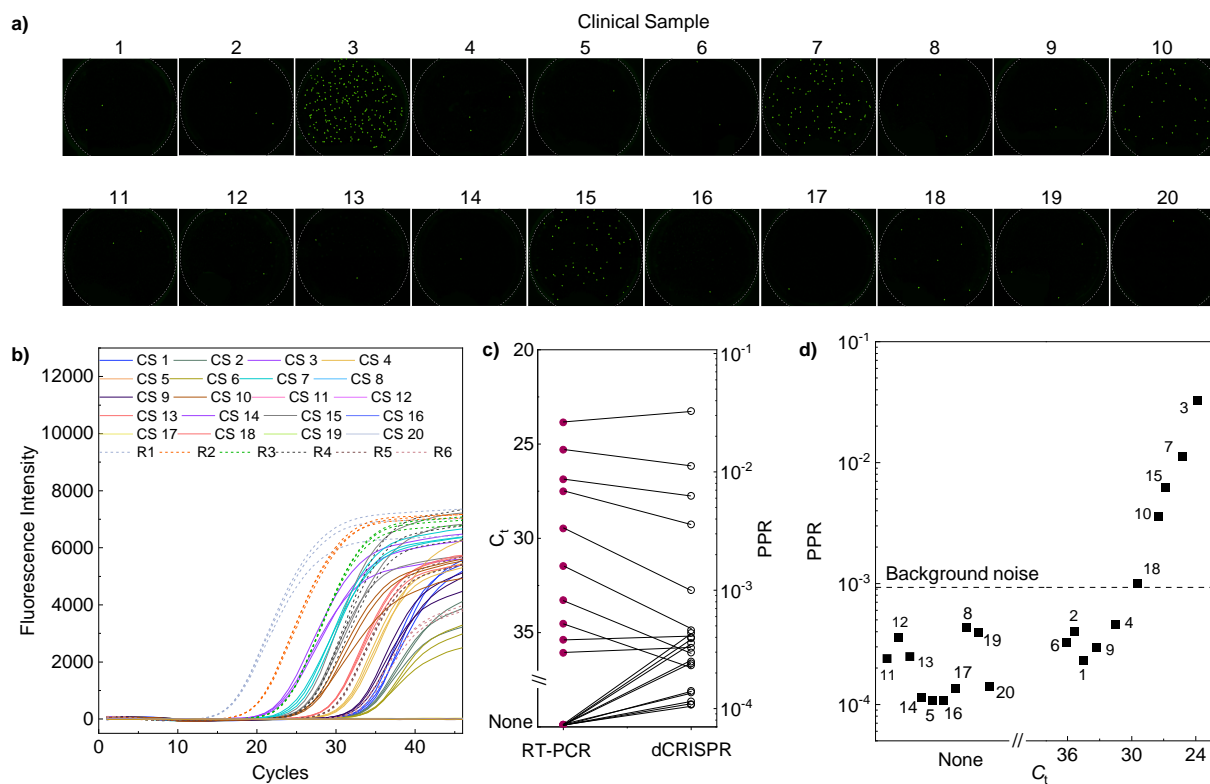 a)
Clinical Sample
1 2 3 4 5 6 7 8 9 10
11 12 13 14 15 16 17 18 19 20
b)
CS 1 CS 2 CS 3 CS 4
CS 5 CS 6 CS 7 CS 8
CS 9 CS 10 CS 11 CS 12
CS 13 CS 14 CS 15 CS 16
CS 17 CS 18 CS 19 CS 20
R1 R2 R3 R4 R5 R6
Fluorescence Intensity
12000
10000
8000
6000
4000
2000
0
0 10 20 30 40
Cycles
c)
Ct
20
25
30
35
None
RT-PCR dCRISPR
10-1
10-2
10-3
10-4
PPR
d)
PPR
10-1
10-2
10-3
10-4
3
7
15
10
18
Background noise
12
8
2
4
19
6
9
11
13
1
17
20
14
5
16
None
36 30 24
Ct